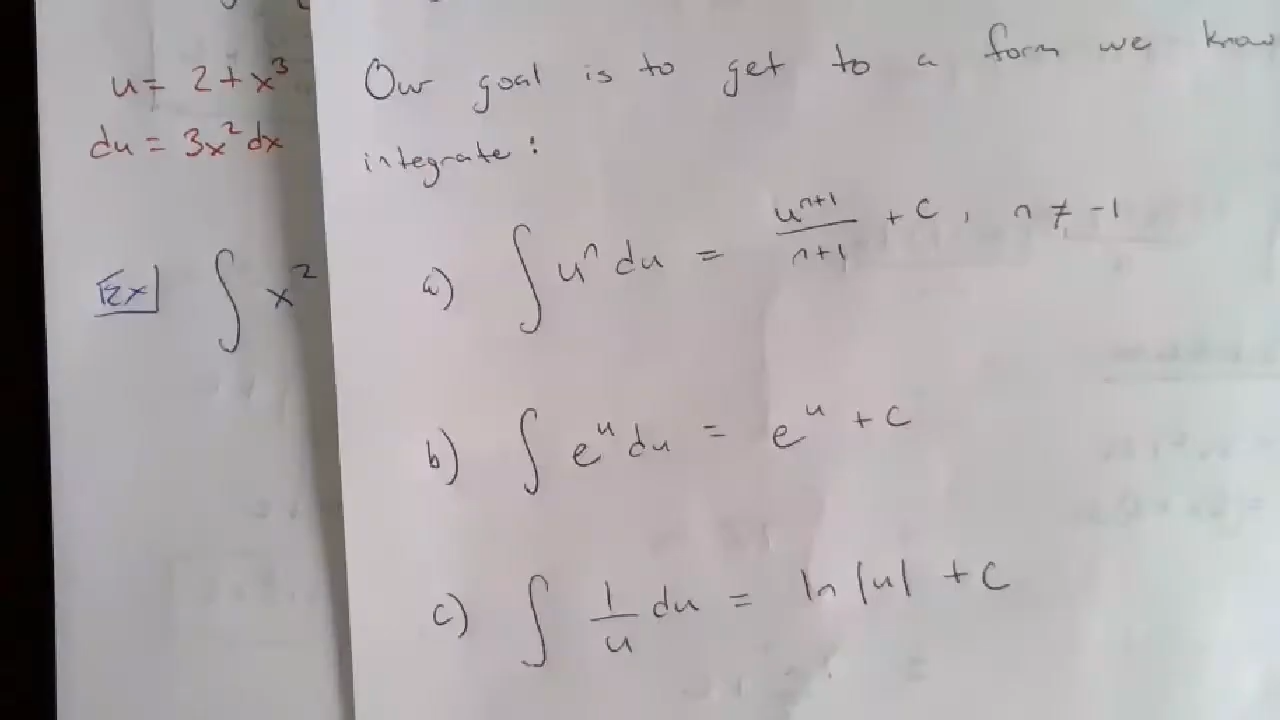 u = 2 + x³
du = 3x² dx
Ex ∫ x²
Our goal is to get to a form we know
integrate:
a) ∫ uⁿ du = uⁿ⁺¹/n+1 + C, n ≠ -1
b) ∫ eᵘ du = eᵘ + C
c) ∫ 1/u du = ln |u| + C